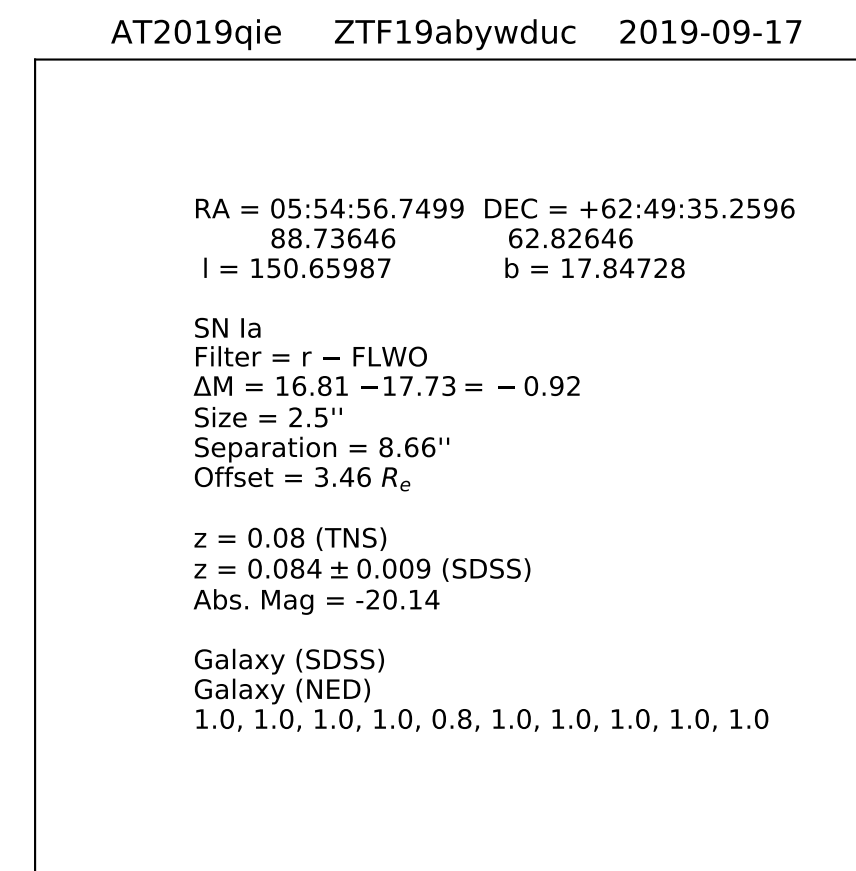 AT2019qie ZTF19abywduc 2019-09-17
RA = 05:54:56.7499 DEC = +62:49:35.2596
88.73646 62.82646
l = 150.65987 b = 17.84728
SN Ia
Filter = r − FLWO
ΔM = 16.81 −17.73 = − 0.92
Size = 2.5''
Separation = 8.66''
Offset = 3.46 Re
z = 0.08 (TNS)
z = 0.084 ± 0.009 (SDSS)
Abs. Mag = -20.14
Galaxy (SDSS)
Galaxy (NED)
1.0, 1.0, 1.0, 1.0, 0.8, 1.0, 1.0, 1.0, 1.0, 1.0